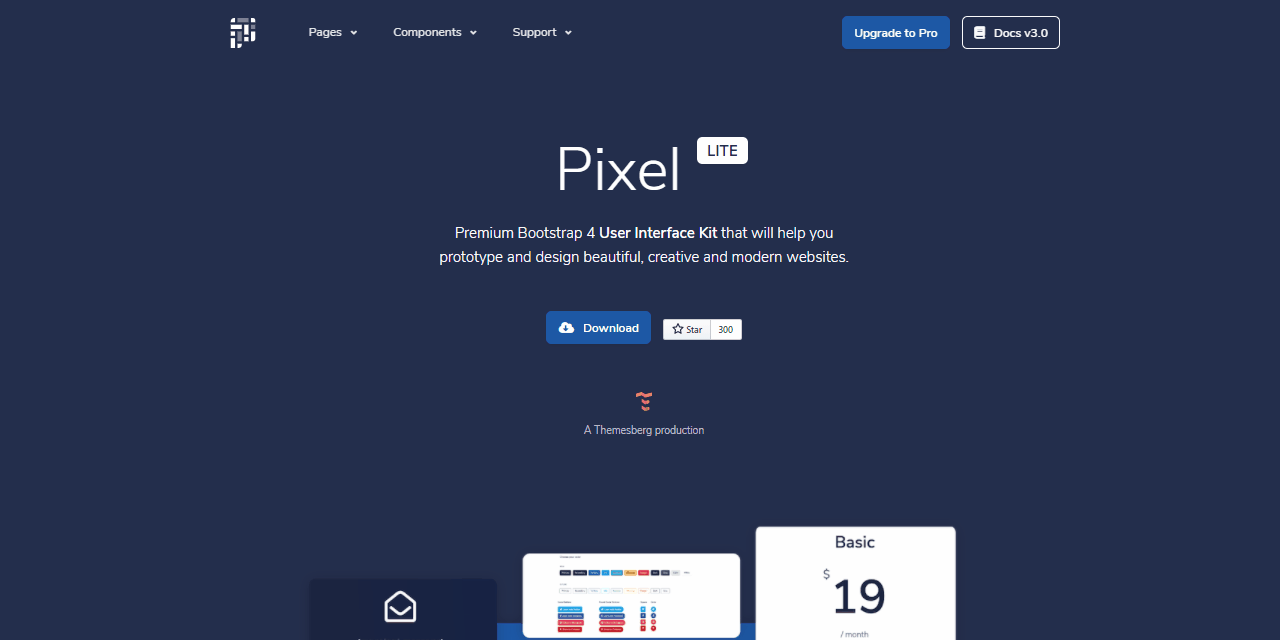 Pages
Components
Support
Upgrade to Pro
Docs v3.0
Pixel
LITE
Premium Bootstrap 4 User Interface Kit that will help you
prototype and design beautiful, creative and modern websites.
Download
Star
300
A Themesberg production
Basic
$
19
/ month